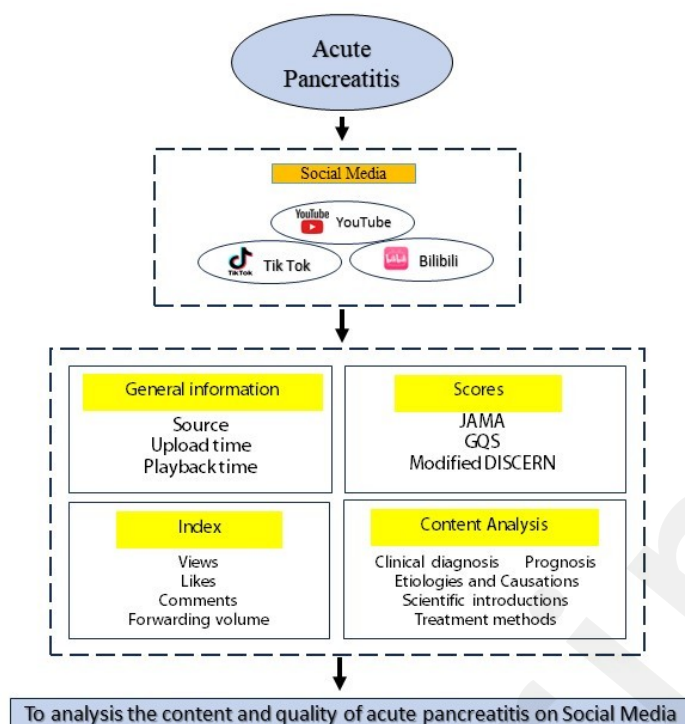 Acute
Pancreatitis
Social Media
YouTube
YouTube
TikTok
Tik Tok
Bilibili
General information
Source
Upload time
Playback time
Scores
JAMA
GQS
Modified DISCERN
Index
Views
Likes
Comments
Forwarding volume
Content Analysis
Clinical diagnosis Prognosis
Etiologies and Causations
Scientific introductions
Treatment methods
To analysis the content and quality of acute pancreatitis on Social Media